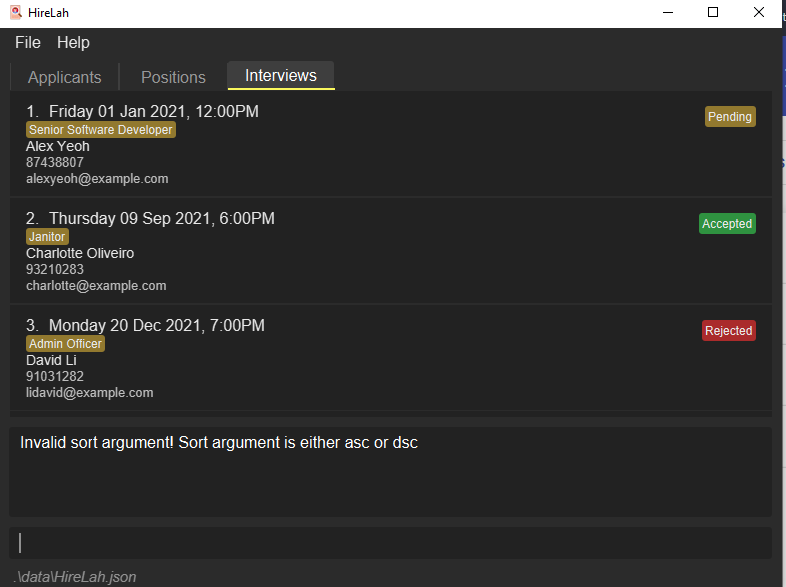 HireLah
File Help
Applicants Positions Interviews
1. Friday 01 Jan 2021, 12:00PM
Pending
Senior Software Developer
Alex Yeoh
87438807
alexyeoh@example.com
2. Thursday 09 Sep 2021, 6:00PM
Accepted
Janitor
Charlotte Oliveiro
93210283
charlotte@example.com
3. Monday 20 Dec 2021, 7:00PM
Rejected
Admin Officer
David Li
91031282
lidavid@example.com
Invalid sort argument! Sort argument is either asc or dsc
.\data\HireLah.json